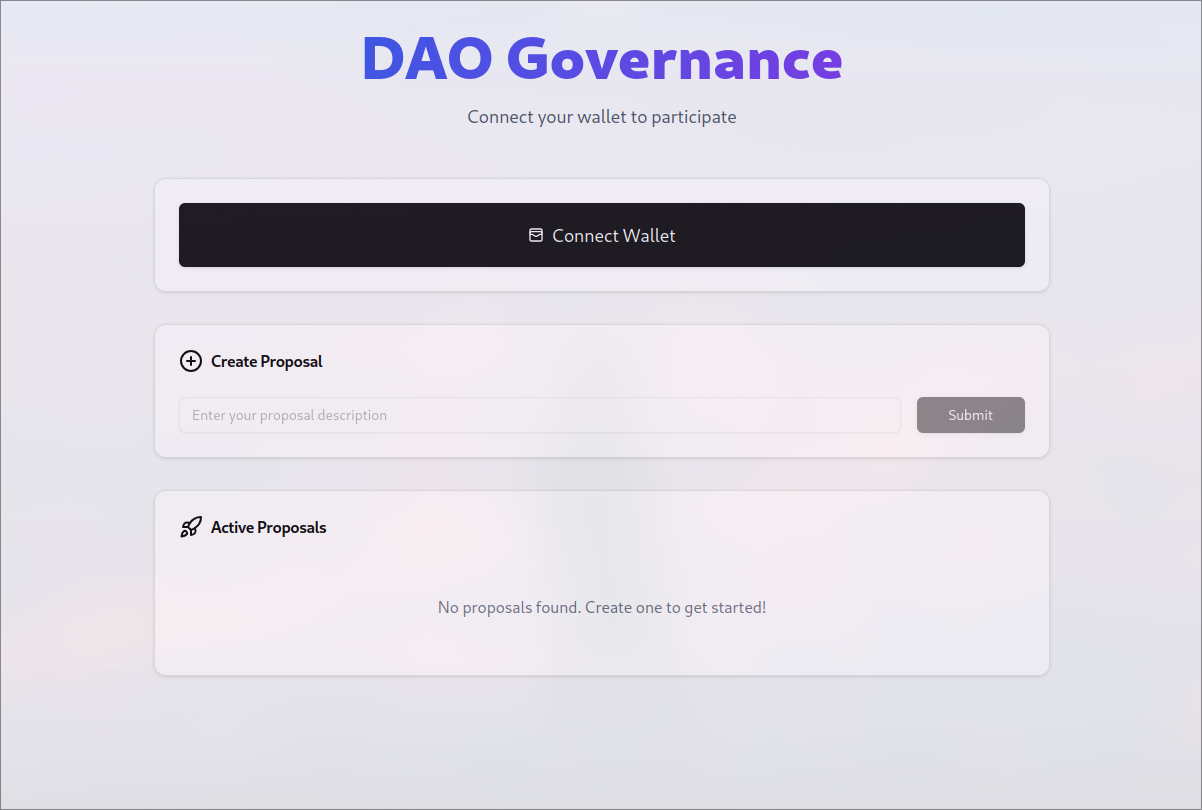 DAO Governance
Connect your wallet to participate
Connect Wallet
Create Proposal
Enter your proposal description
Submit
Active Proposals
No proposals found. Create one to get started!